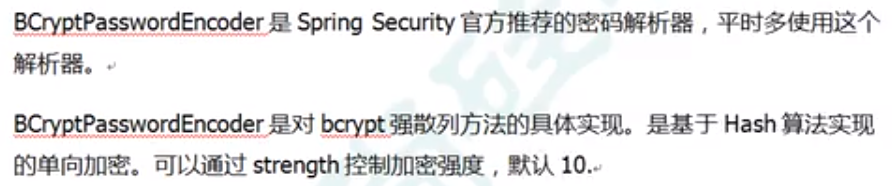 BCryptPasswordEncoder 是 Spring Security 官方推荐的密码解析器，平时多使用这个
解析器。
BCryptPasswordEncoder 是对 bcrypt 强散列方法的具体实现。是基于 Hash 算法实现
的单向加密。可以通过 strength 控制加密强度，默认 10.